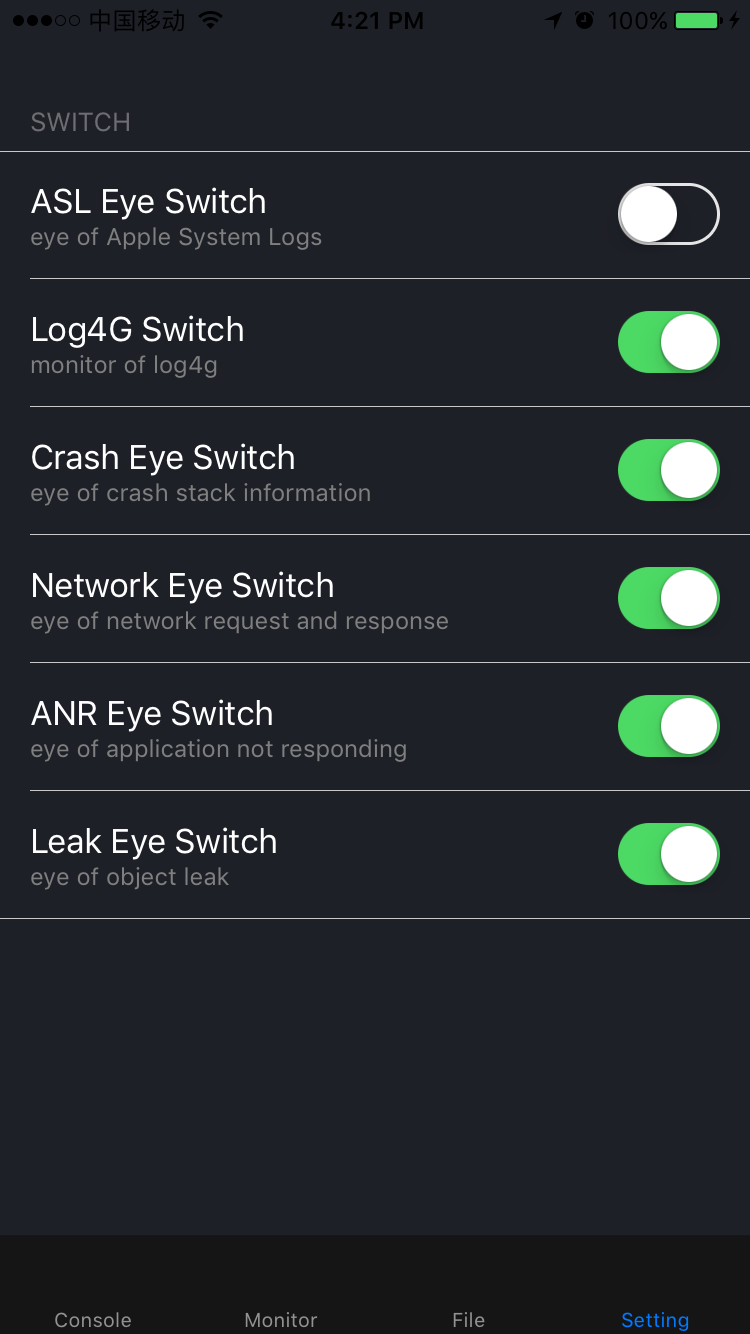 中国移动 4:21 PM 100%
SWITCH
ASL Eye Switch
eye of Apple System Logs
Log4G Switch
monitor of log4g
Crash Eye Switch
eye of crash stack information
Network Eye Switch
eye of network request and response
ANR Eye Switch
eye of application not responding
Leak Eye Switch
eye of object leak
Console Monitor File Setting